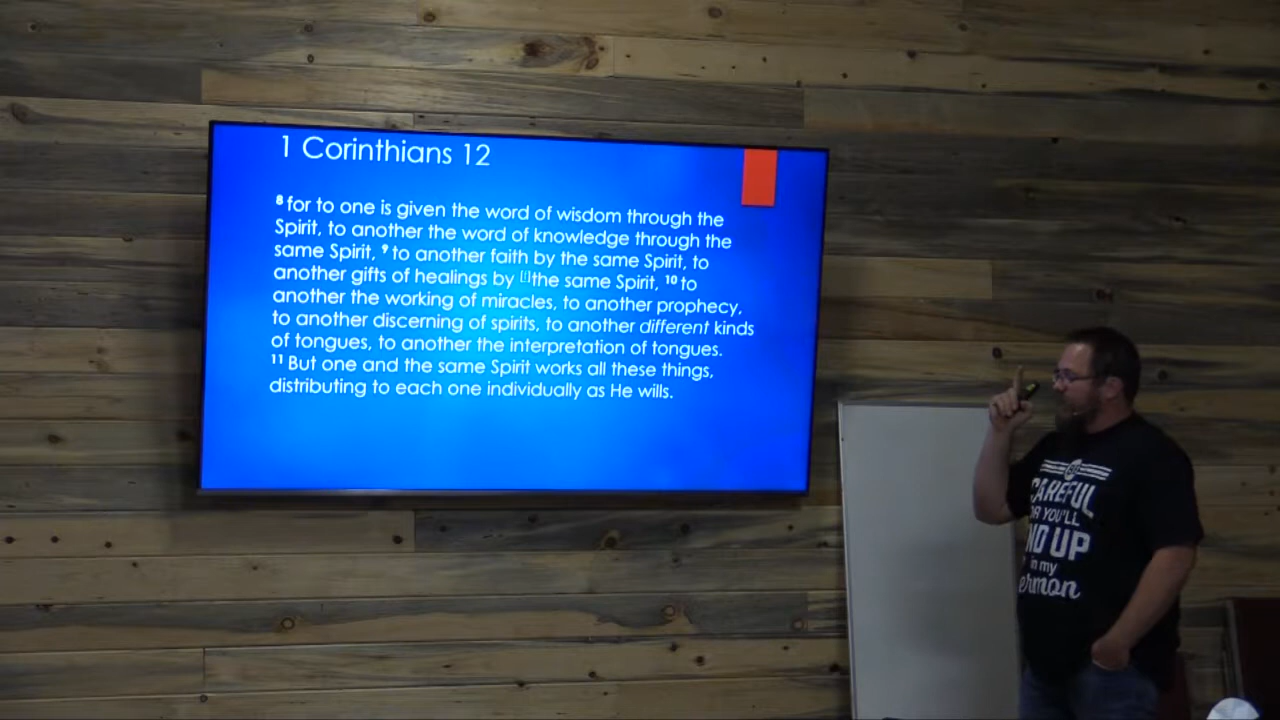 1 Corinthians 12
8 for to one is given the word of wisdom through the
Spirit, to another the word of knowledge through the
same Spirit, 9 to another faith by the same Spirit, to
another gifts of healings by [f]the same Spirit, 10 to
another the working of miracles, to another prophecy,
to another discerning of spirits, to another different kinds
of tongues, to another the interpretation of tongues.
11 But one and the same Spirit works all these things,
distributing to each one individually as He wills.
BE
CAREFUL
OR YOU'LL
ND UP
in my
ermon